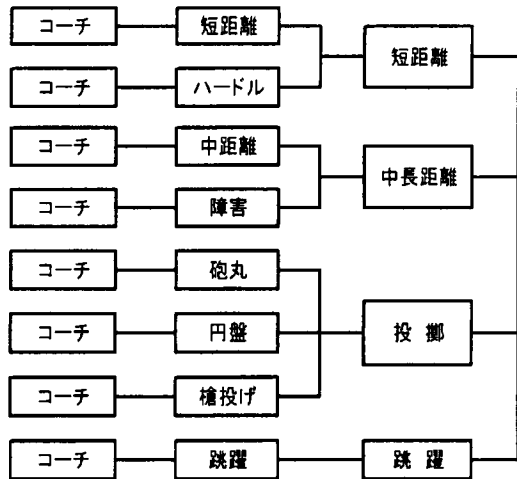 コーチ 短距離
短距離
コーチ ハードル
コーチ 中距離
中長距離
コーチ 障害
コーチ 砲丸
コーチ 円盤 投擲
コーチ 槍投げ
コーチ 跳躍 跳躍